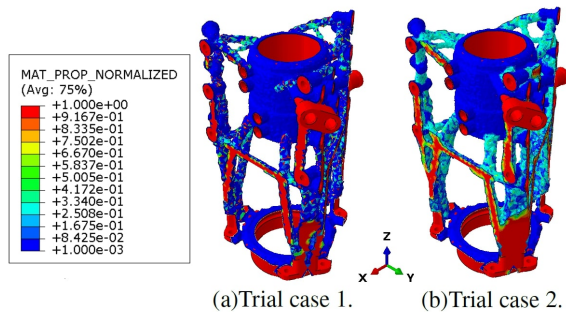 MAT_PROP_NORMALIZED
(Avg: 75%)
+1.000e+00
+9.167e-01
+8.335e-01
+7.502e-01
+6.670e-01
+5.837e-01
+5.005e-01
+4.172e-01
+3.340e-01
+2.508e-01
+1.675e-01
+8.425e-02
+1.000e-03
Z
X Y
(a)Trial case 1. (b)Trial case 2.